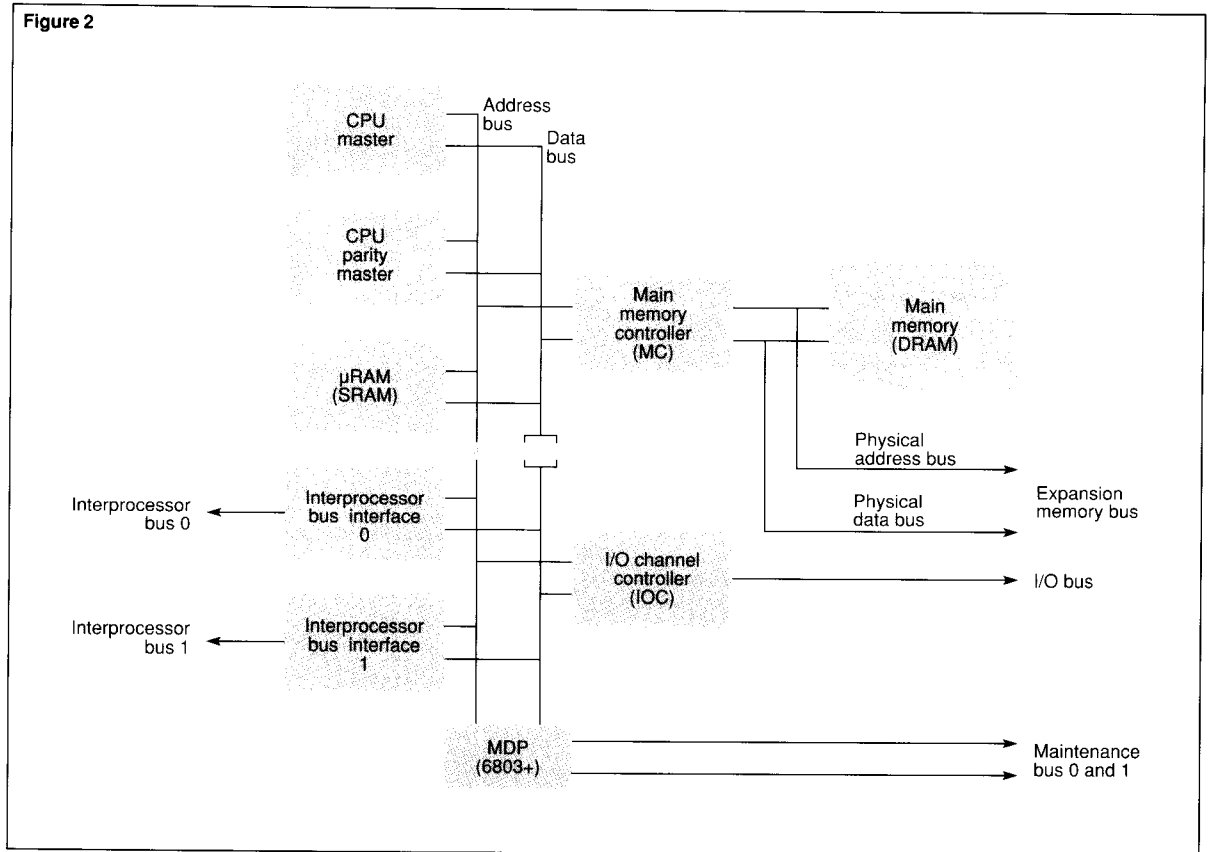 Figure 2
CPU
master
Address
bus
Data
bus
CPU
parity
master
Main
memory
controller
(MC)
Main
memory
(DRAM)
µRAM
(SRAM)
Physical
address bus
Interprocessor
bus 0
Interprocessor
bus interface
0
Physical
data bus
Expansion
memory bus
I/O channel
controller
(IOC)
I/O bus
Interprocessor
bus 1
Interprocessor
bus interface
1
MDP
(6803+)
Maintenance
bus 0 and 1